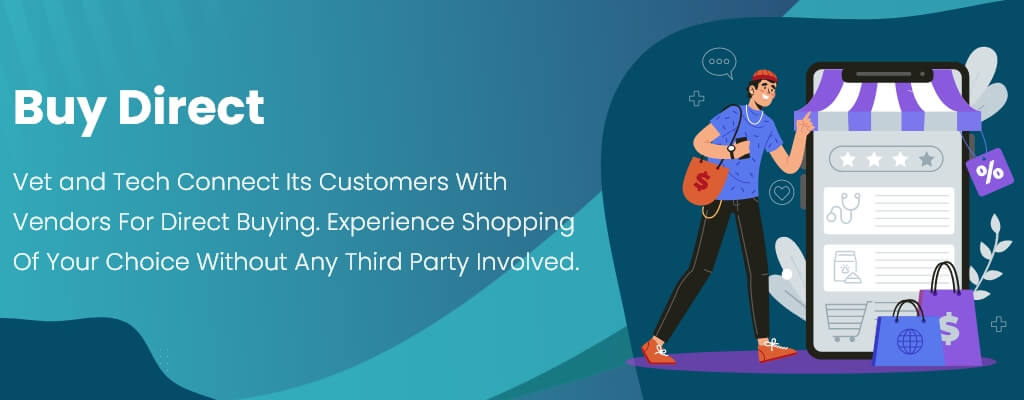 Buy Direct
Vet and Tech Connect Its Customers With
Vendors For Direct Buying. Experience Shopping
Of Your Choice Without Any Third Party Involved.
%
$
$